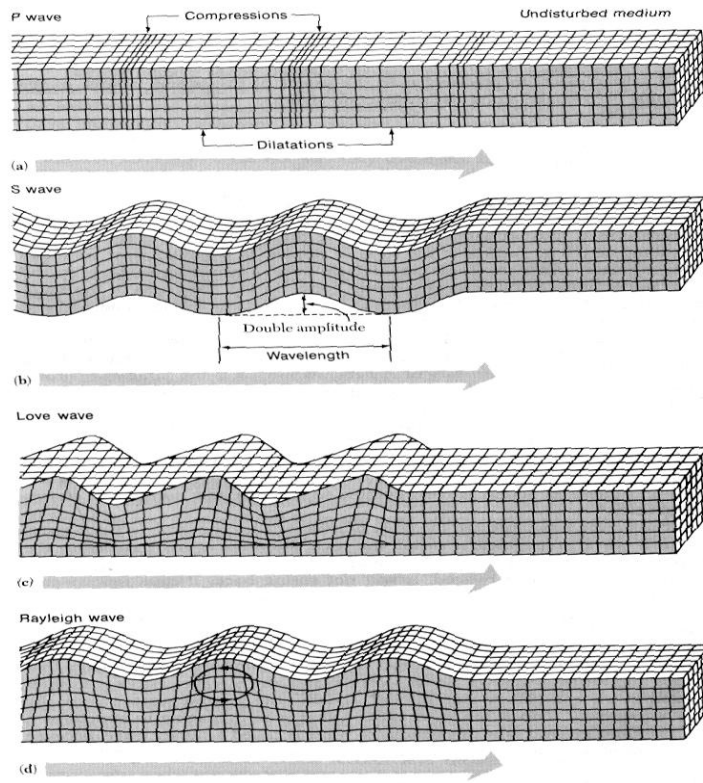 P wave
Compressions
Undisturbed medium
Dilatations
(a)
S wave
Double amplitude
Wavelength
(b)
Love wave
(c)
Rayleigh wave
(d)